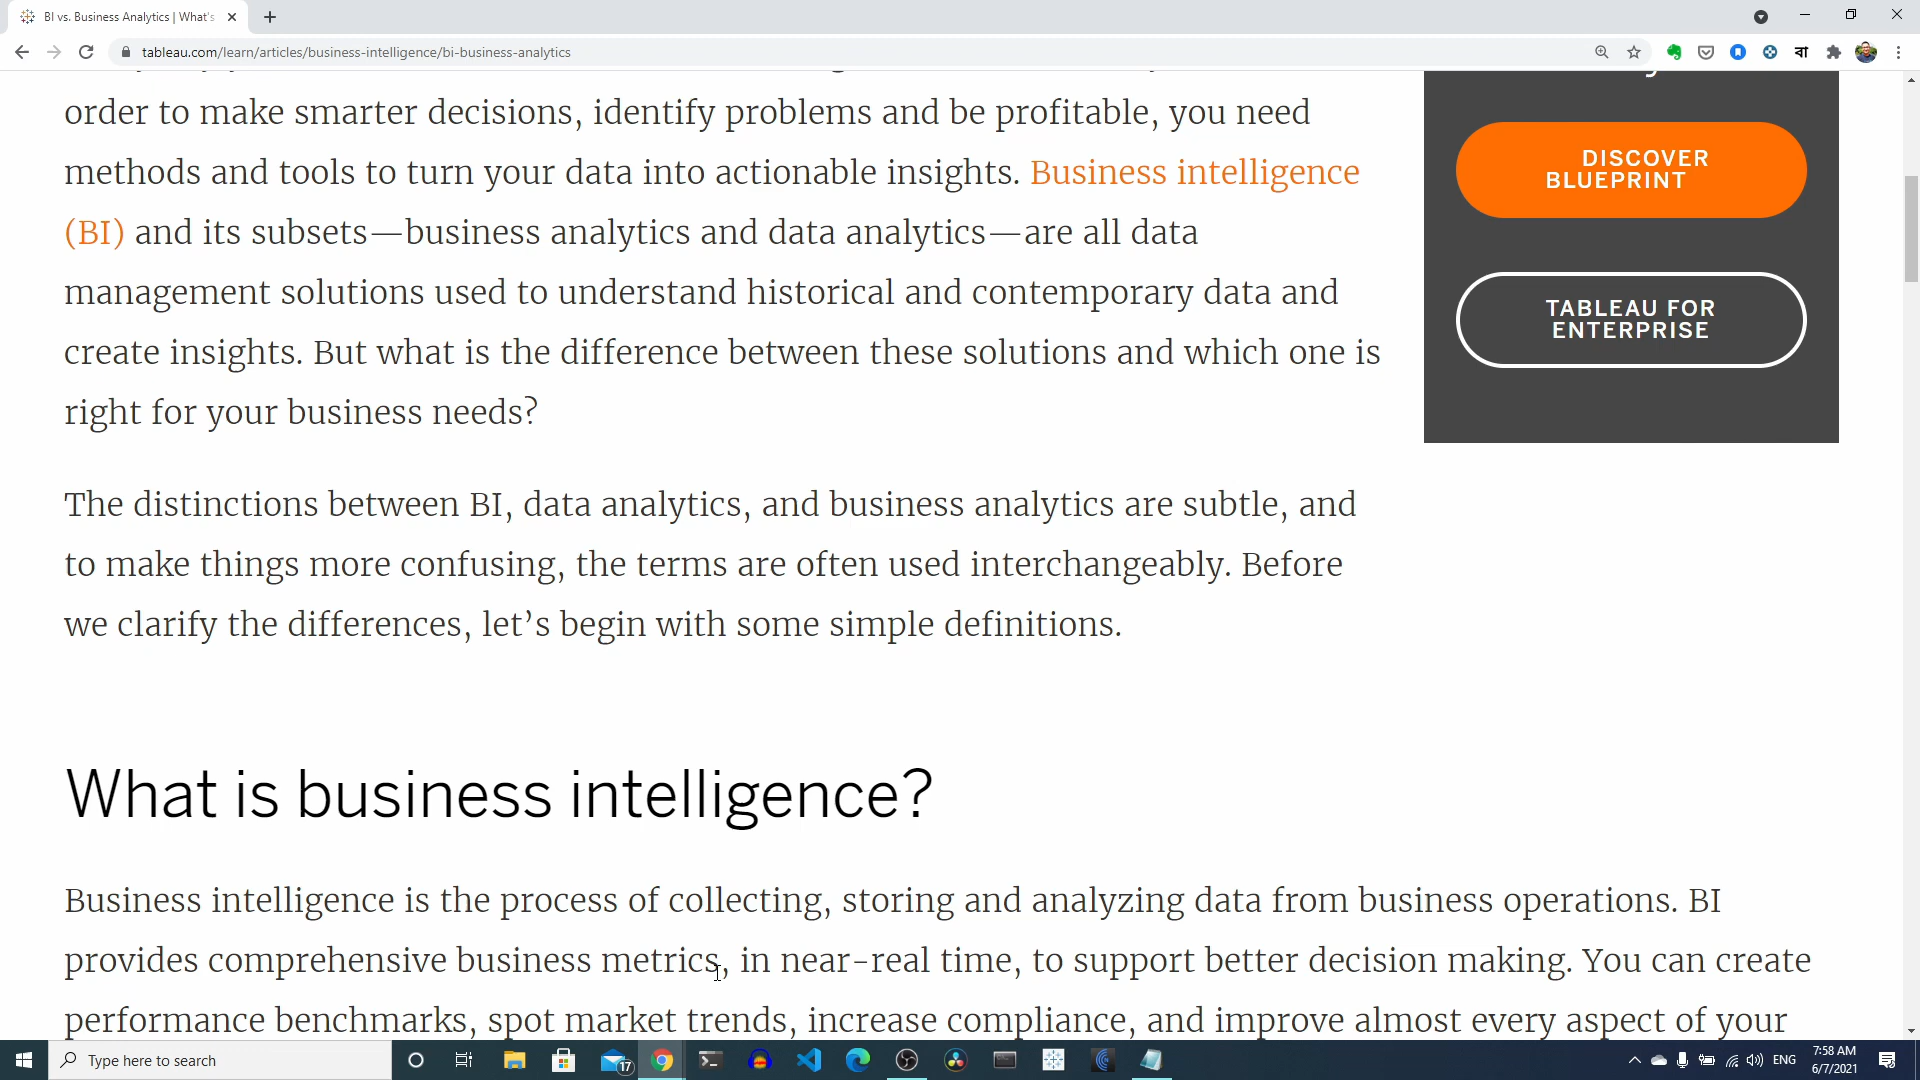 BI vs. Business Analytics | What's
tableau.com/learn/articles/business-intelligence/bi-business-analytics
বা
order to make smarter decisions, identify problems and be profitable, you need
methods and tools to turn your data into actionable insights. Business intelligence
(BI) and its subsets—business analytics and data analytics—are all data
management solutions used to understand historical and contemporary data and
create insights. But what is the difference between these solutions and which one is
right for your business needs?
DISCOVER
BLUEPRINT
TABLEAU FOR
ENTERPRISE
The distinctions between BI, data analytics, and business analytics are subtle, and
to make things more confusing, the terms are often used interchangeably. Before
we clarify the differences, let’s begin with some simple definitions.
What is business intelligence?
Business intelligence is the process of collecting, storing and analyzing data from business operations. BI
provides comprehensive business metrics, in near-real time, to support better decision making. You can create
performance benchmarks, spot market trends, increase compliance, and improve almost every aspect of your
Type here to search
17
ENG
7:58 AM
6/7/2021